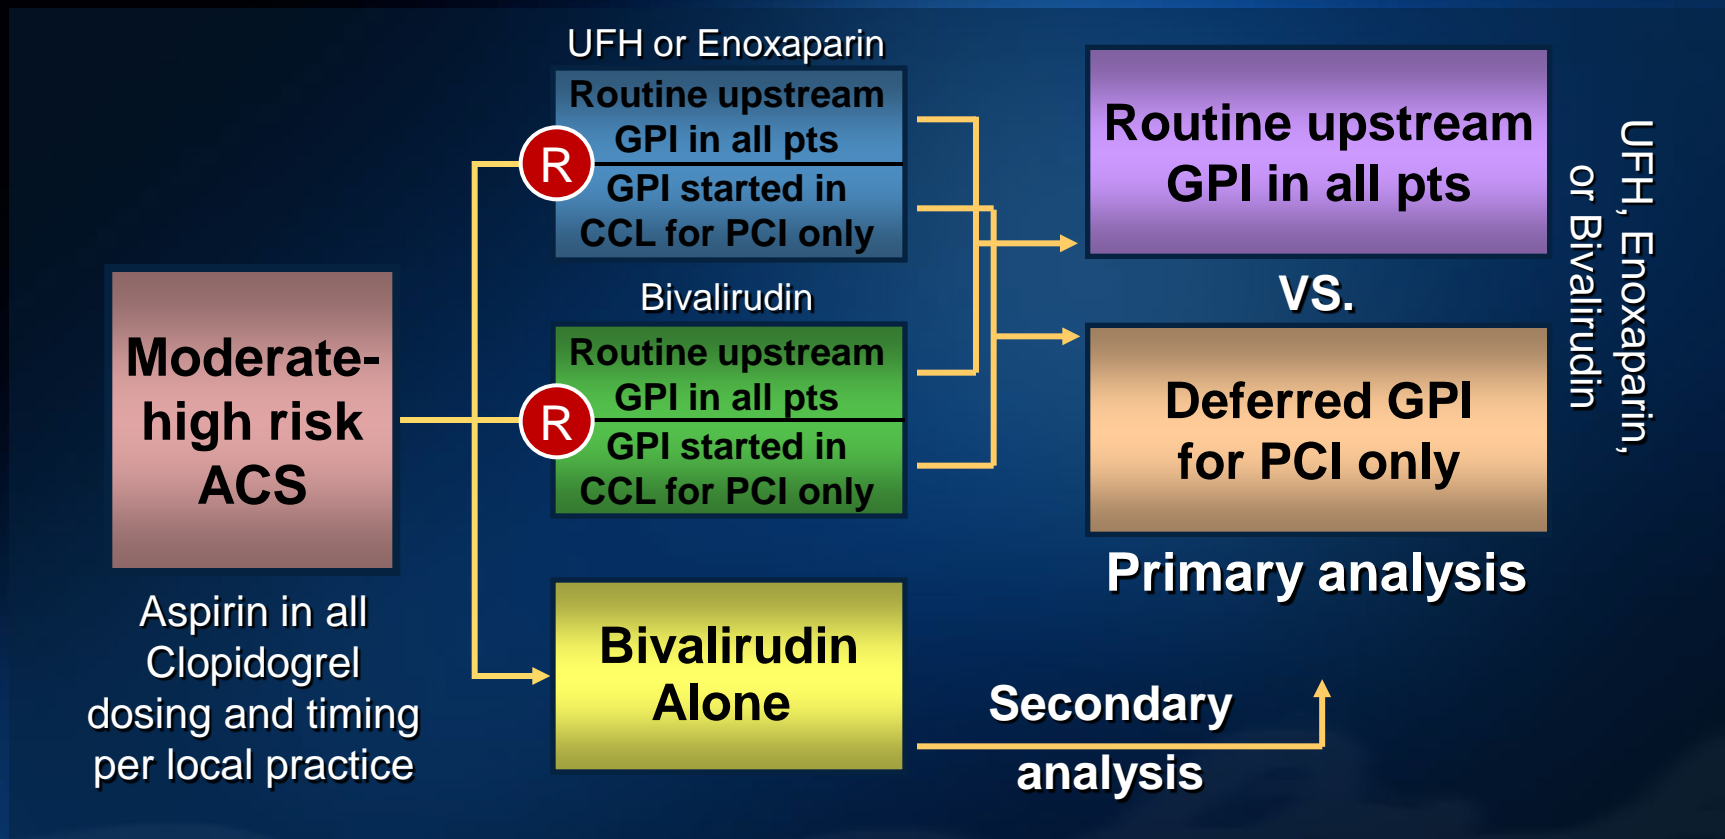 UFH or Enoxaparin
Routine upstream
GPI in all pts
R
GPI started in
CCL for PCI only
Bivalirudin
Routine upstream
GPI in all pts
R
GPI started in
CCL for PCI only
Moderate-
high risk
ACS
Aspirin in all
Clopidogrel
dosing and timing
per local practice
Bivalirudin
Alone
Routine upstream
GPI in all pts
VS.
Deferred GPI
for PCI only
UFH, Enoxaparin,
or Bivalirudin
Primary analysis
Secondary
analysis